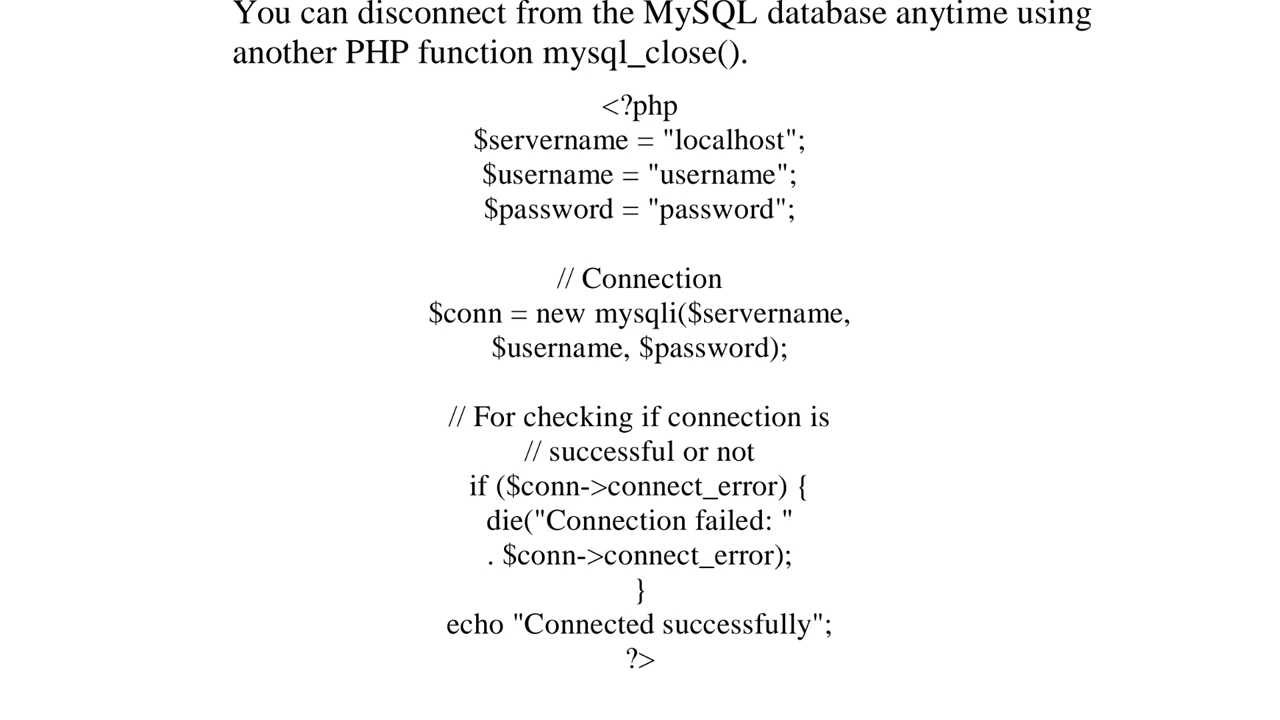 You can disconnect from the MySQL database anytime using
another PHP function mysql_close().
<?php
$servername = "localhost";
$username = "username";
$password = "password";
// Connection
$conn = new mysqli($servername,
$username, $password);
// For checking if connection is
// successful or not
if ($conn->connect_error) {
die("Connection failed: "
. $conn->connect_error);
}
echo "Connected successfully";
?>